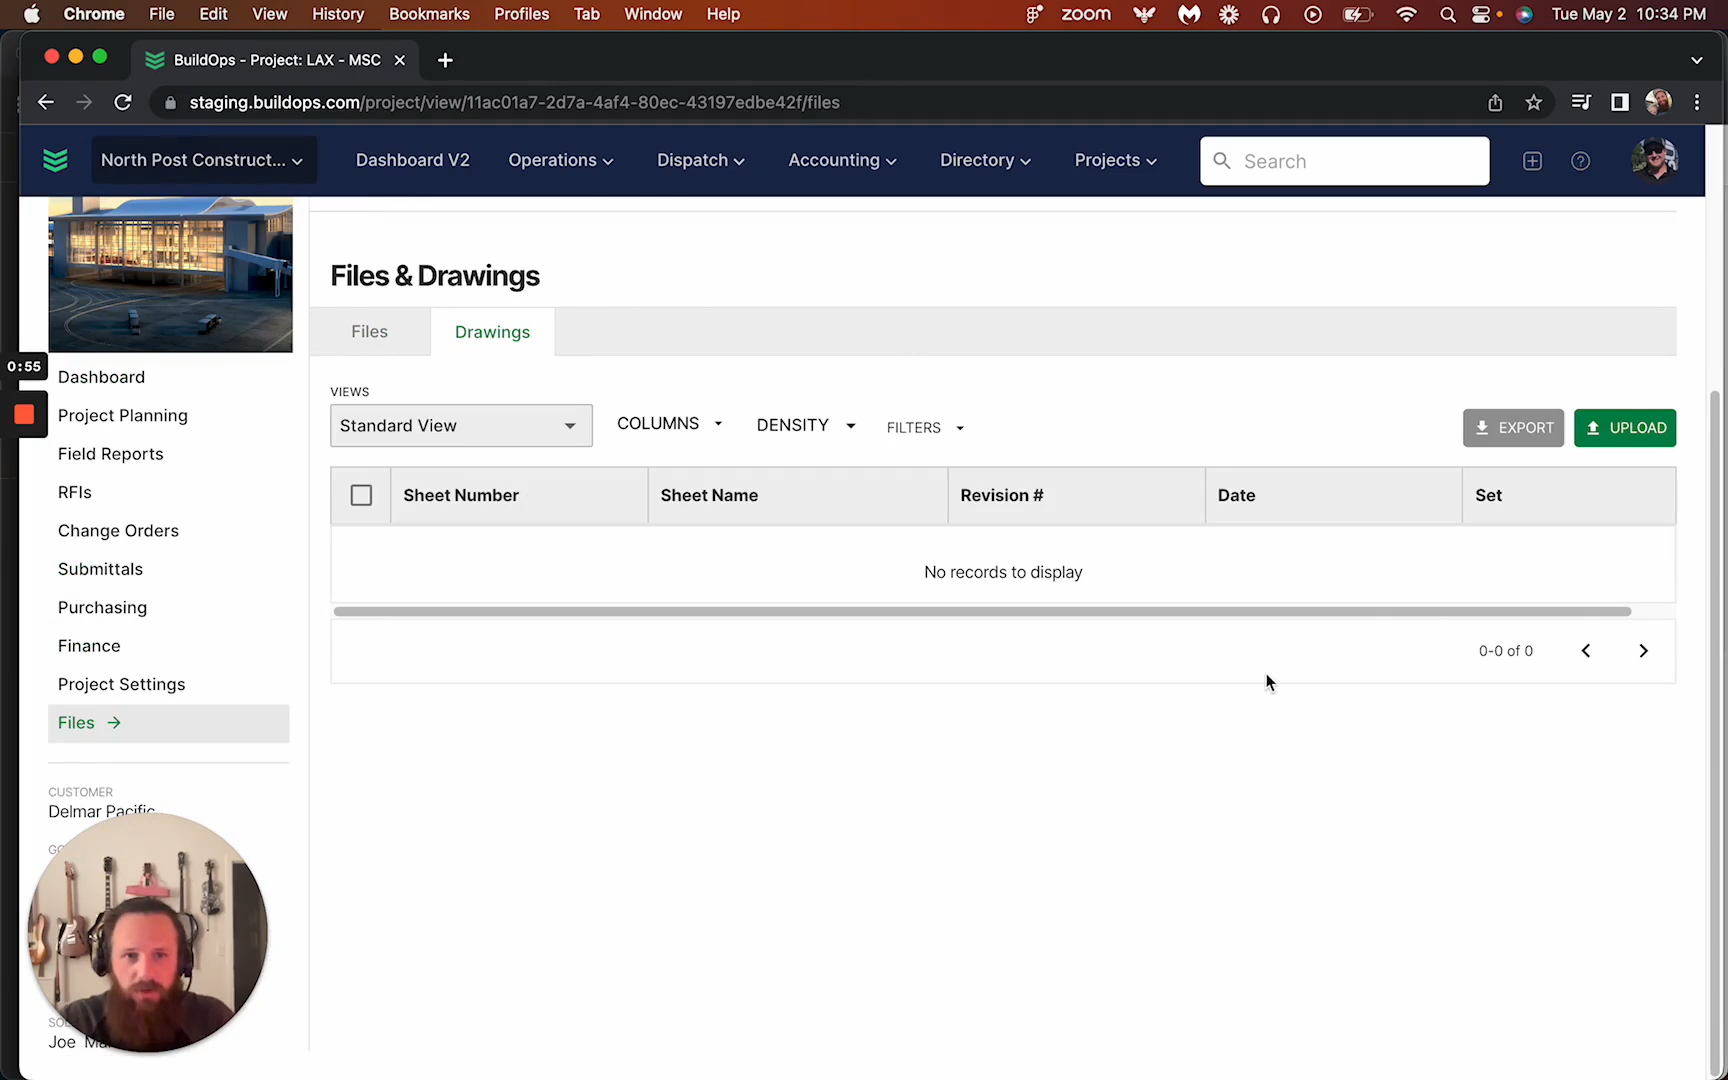 Chrome File Edit View History Bookmarks Profiles Tab Window Help zoom Tue May 2 10:34 PM
BuildOps - Project: LAX - MSC
staging.buildops.com/project/view/11ac01a7-2d7a-4af4-80ec-43197edbe42f/files
North Post Construct... Dashboard V2 Operations Dispatch Accounting Directory Projects Search
Files & Drawings
Files Drawings
0:55
Dashboard
Project Planning
Field Reports
RFIs
Change Orders
Submittals
Purchasing
Finance
Project Settings
Files
CUSTOMER
Delmar Pacific
Joe
VIEWS
Standard View COLUMNS DENSITY FILTERS EXPORT UPLOAD
Sheet Number Sheet Name Revision # Date Set
No records to display
0-0 of 0